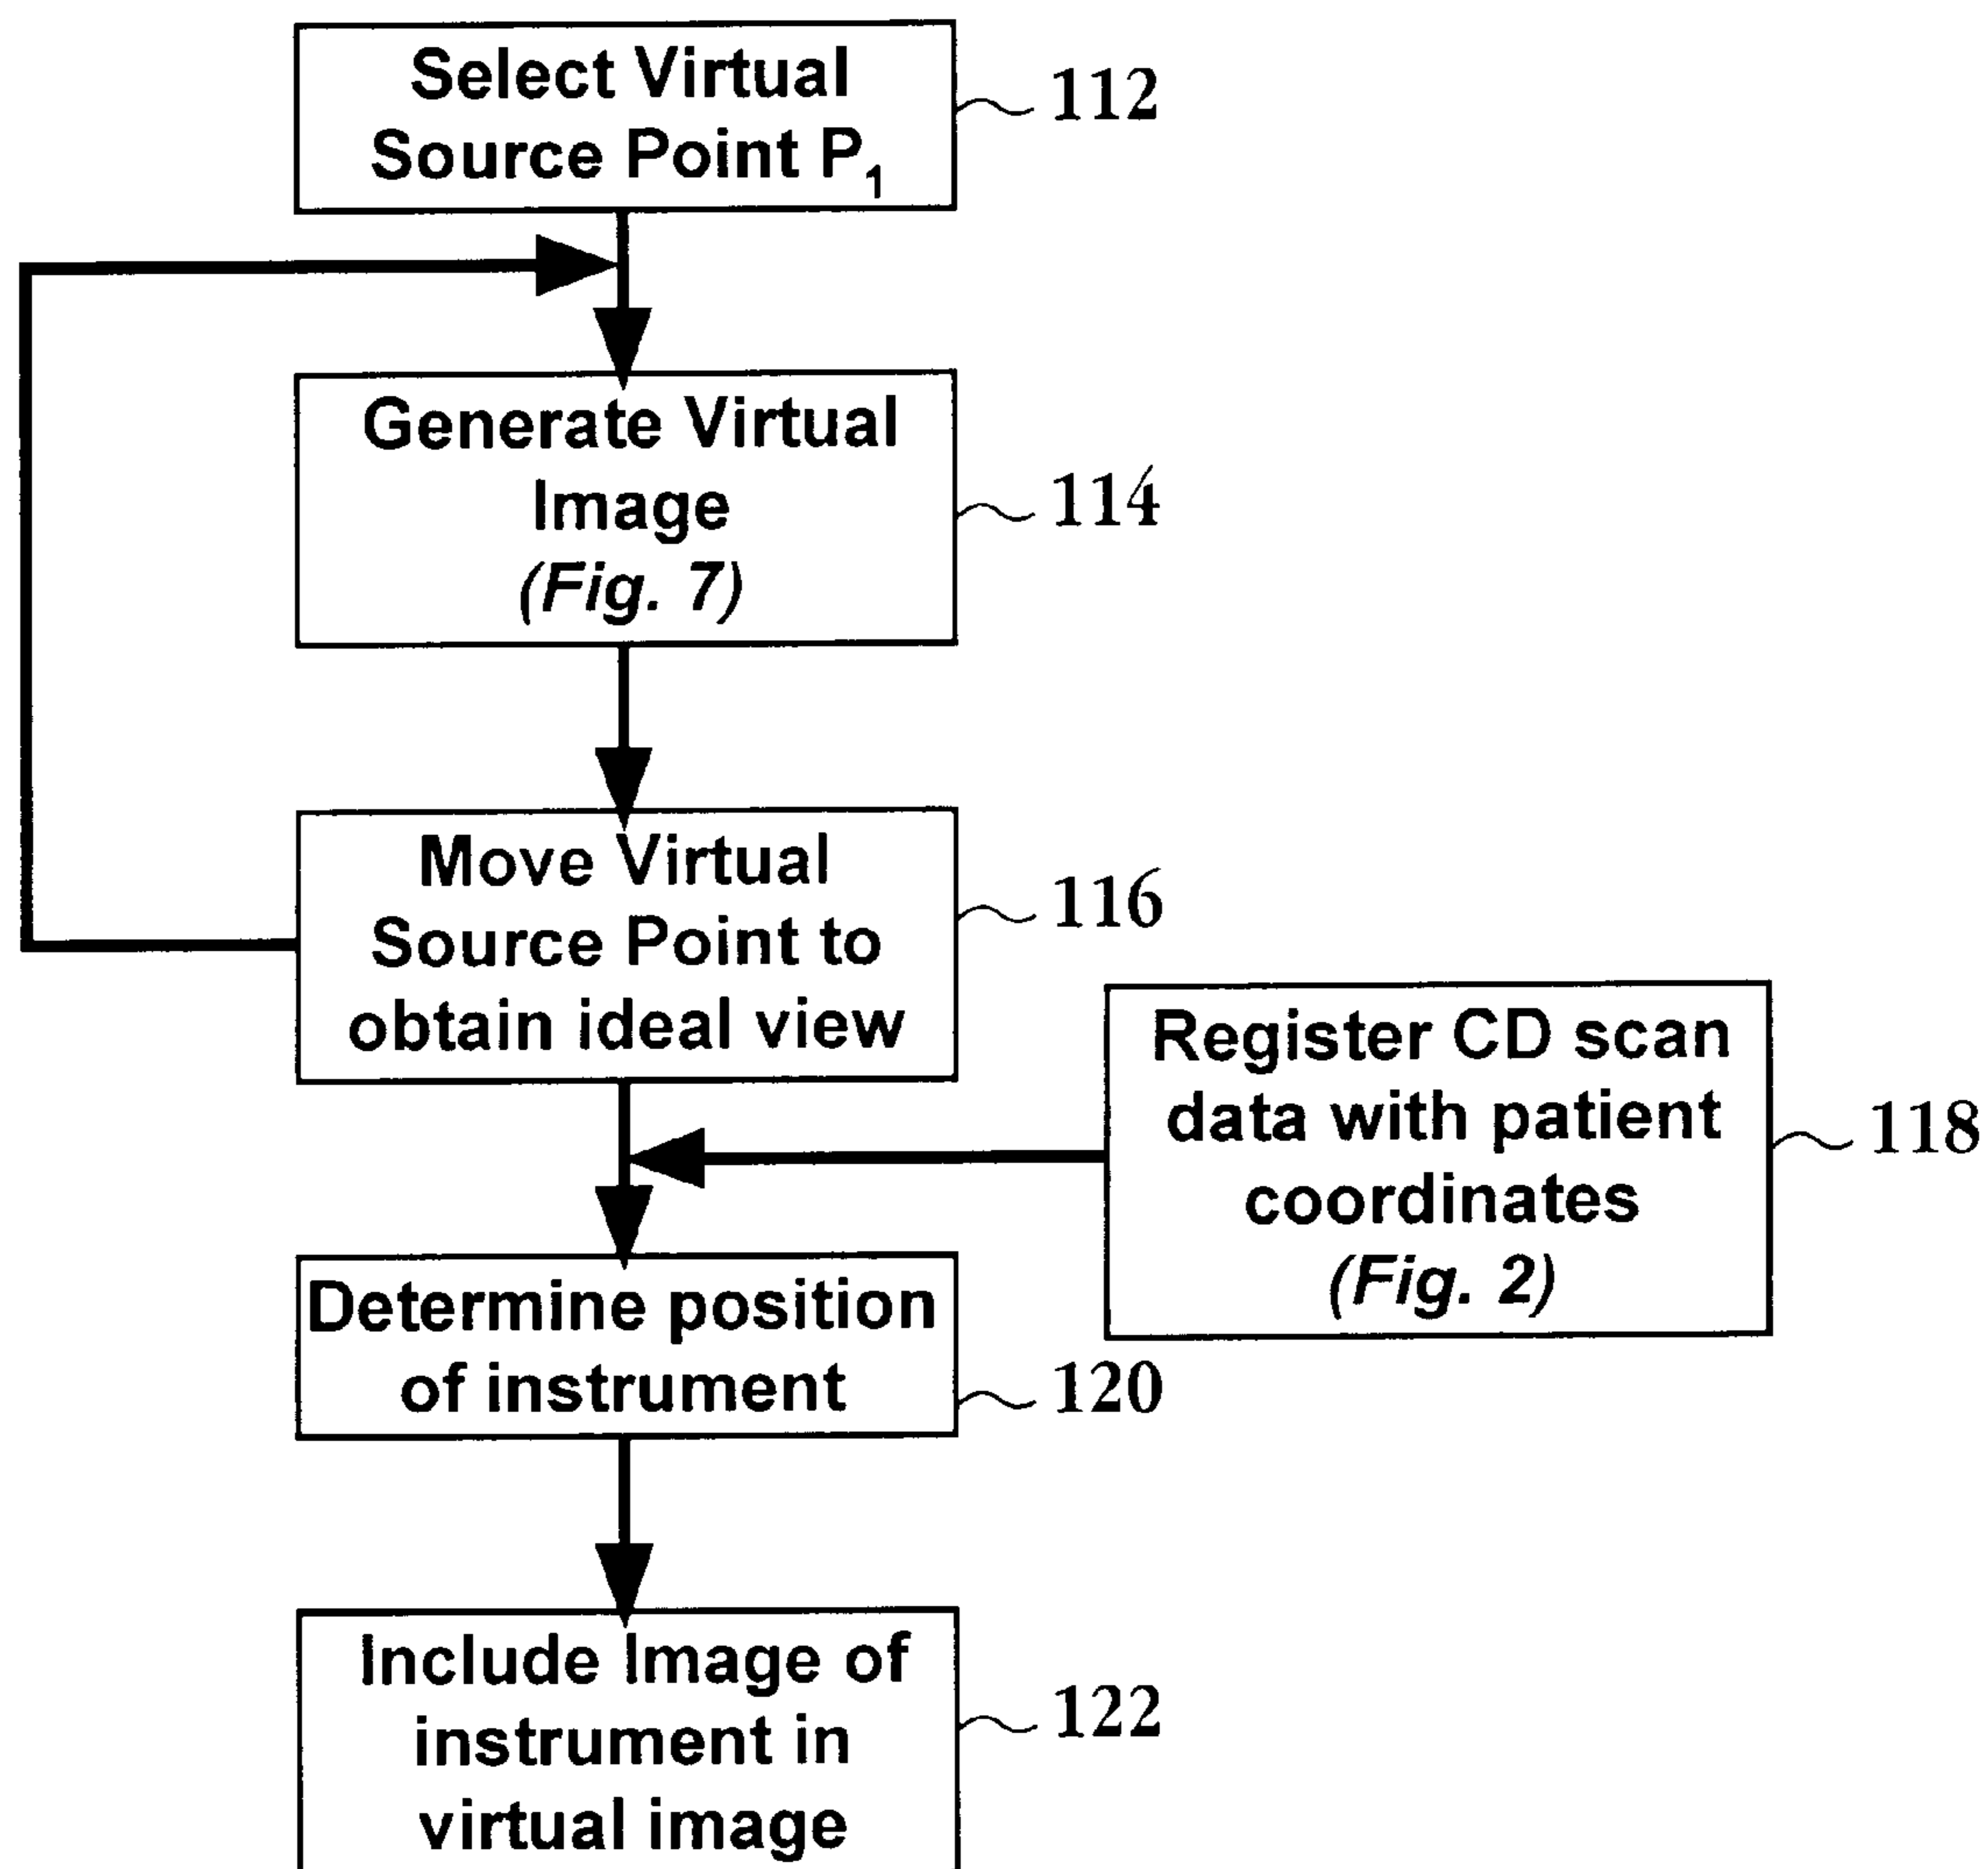 Select Virtual
Source Point P₁
112
Generate Virtual
Image
(Fig. 7)
114
Move Virtual
Source Point to
obtain ideal view
116
Register CD scan
data with patient
coordinates
(Fig. 2)
118
Determine position
of instrument
120
Include Image of
instrument in
virtual image
122